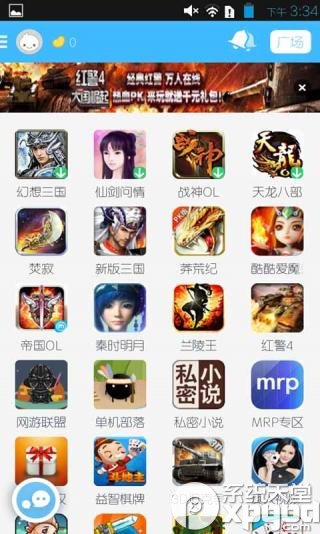 下午 3:34
0
广场
红警4
大国崛起
经典红警 万人在线
热血PK 来玩就送千元礼包!
幻想三国 仙剑问情 战神OL 天龙八部
焚寂 新版三国 莽荒纪 酷酷爱魔
帝国OL 秦时明月 兰陵王 红警4
私密小说
mrp
网游联盟 单机部落 私密小说 MRP专区
斗地主
益智棋牌
系统天堂